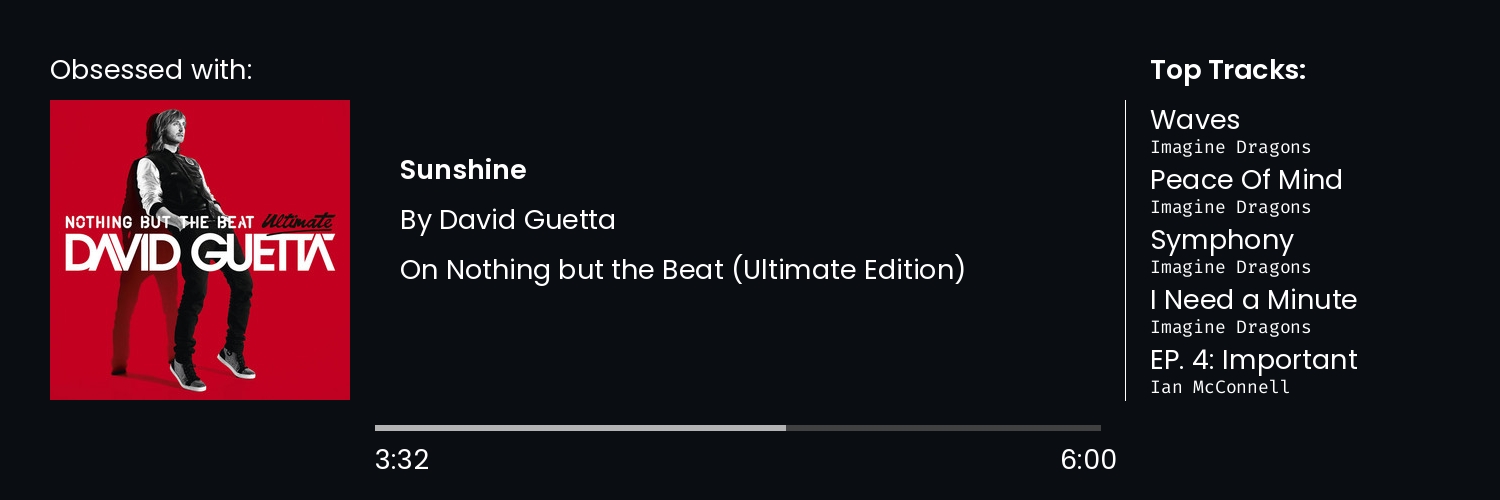 Obsessed with:
NOTHING BUT THE BEAT Ultimate
DAVID GUETTA
Sunshine
By David Guetta
On Nothing but the Beat (Ultimate Edition)
3:32
6:00
Top Tracks:
Waves
Imagine Dragons
Peace Of Mind
Imagine Dragons
Symphony
Imagine Dragons
I Need a Minute
Imagine Dragons
EP. 4: Important
Ian McConnell